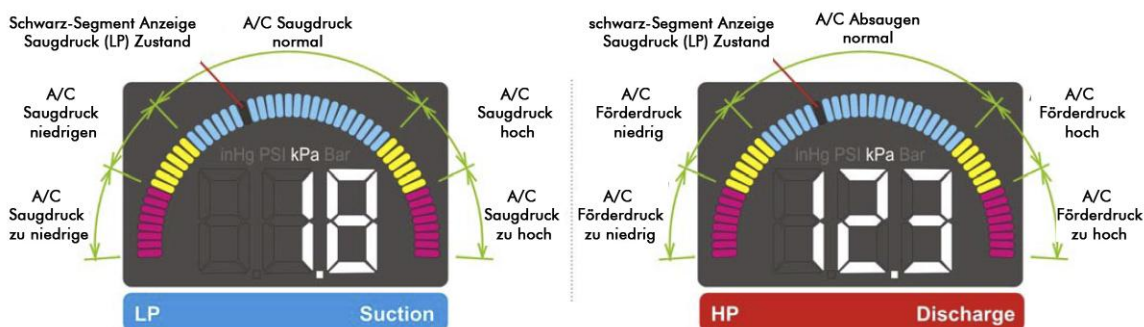 Schwarz-Segment Anzeige
Saugdruck (LP) Zustand
A/C Saugdruck
normal
A/C
Saugdruck
niedrigen
A/C
Saugdruck
hoch
A/C
Saugdruck
zu niedrige
A/C
Saugdruck
zu hoch
inHg PSI kPa Bar
1.8
LP Suction
schwarz-Segment Anzeige
Saugdruck (LP) Zustand
A/C Absaugen
normal
A/C
Förderdruck
niedrig
A/C
Förderdruck
hoch
A/C
Förderdruck
zu niedrig
A/C
Förderdruck
zu hoch
inHg PSI kPa Bar
12.3
HP Discharge